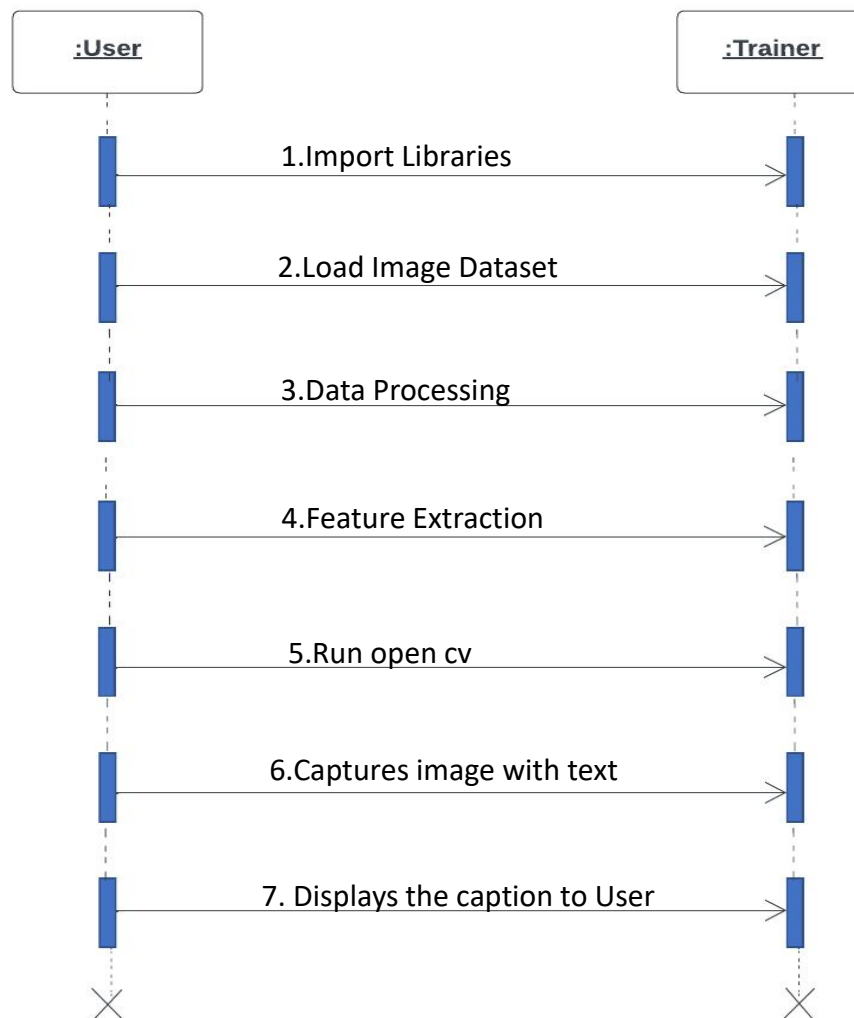 :User
:Trainer
1.Import Libraries
2.Load Image Dataset
3.Data Processing
4.Feature Extraction
5.Run open cv
6.Captures image with text
7. Displays the caption to User